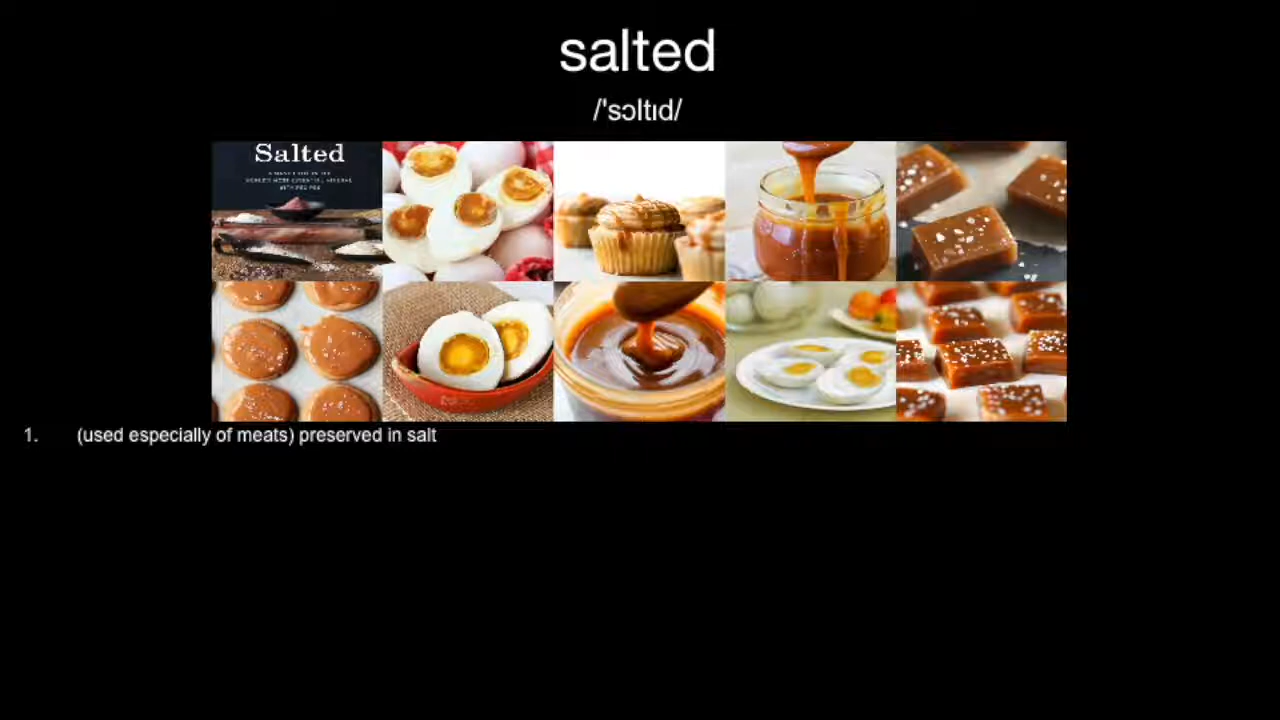 salted
/'sɔltɪd/
Salted
1. (used especially of meats) preserved in salt